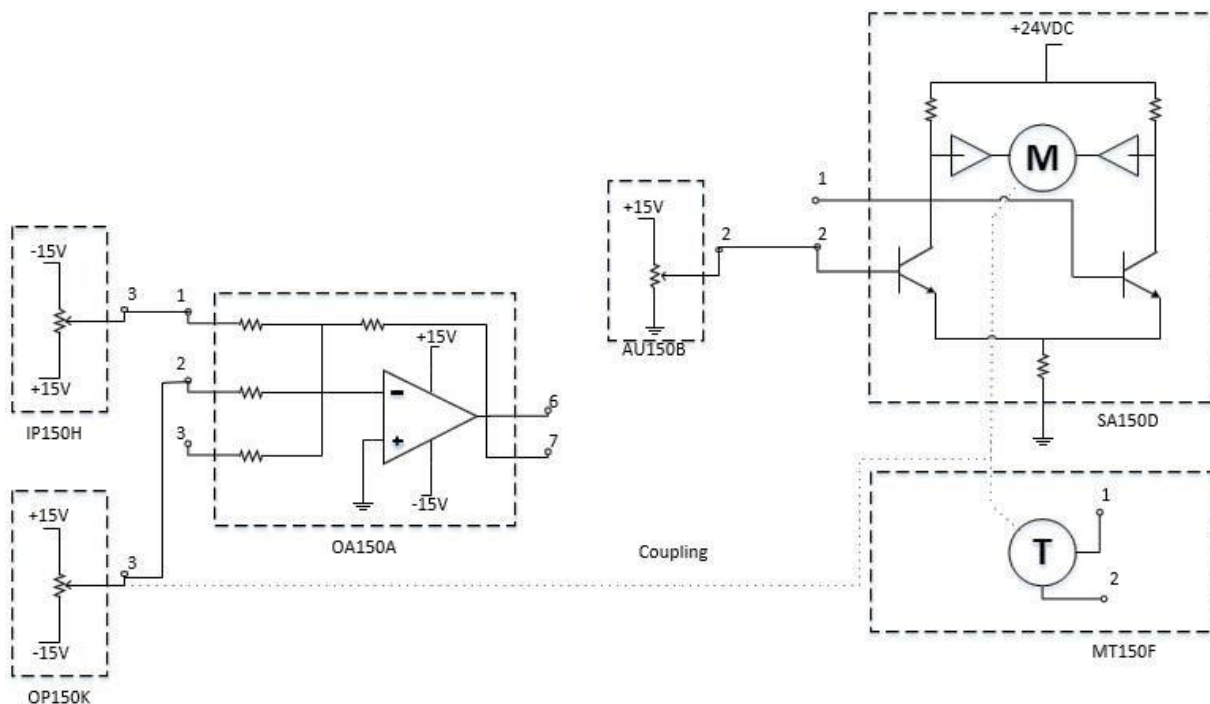 +24VDC
M
1
+15V
2
2
AU150B
SA150D
-15V
3
1
+15V
IP150H
2
+15V
-
+
6
3
7
-15V
OA150A
+15V
3
-15V
OP150K
Coupling
T
1
2
MT150F